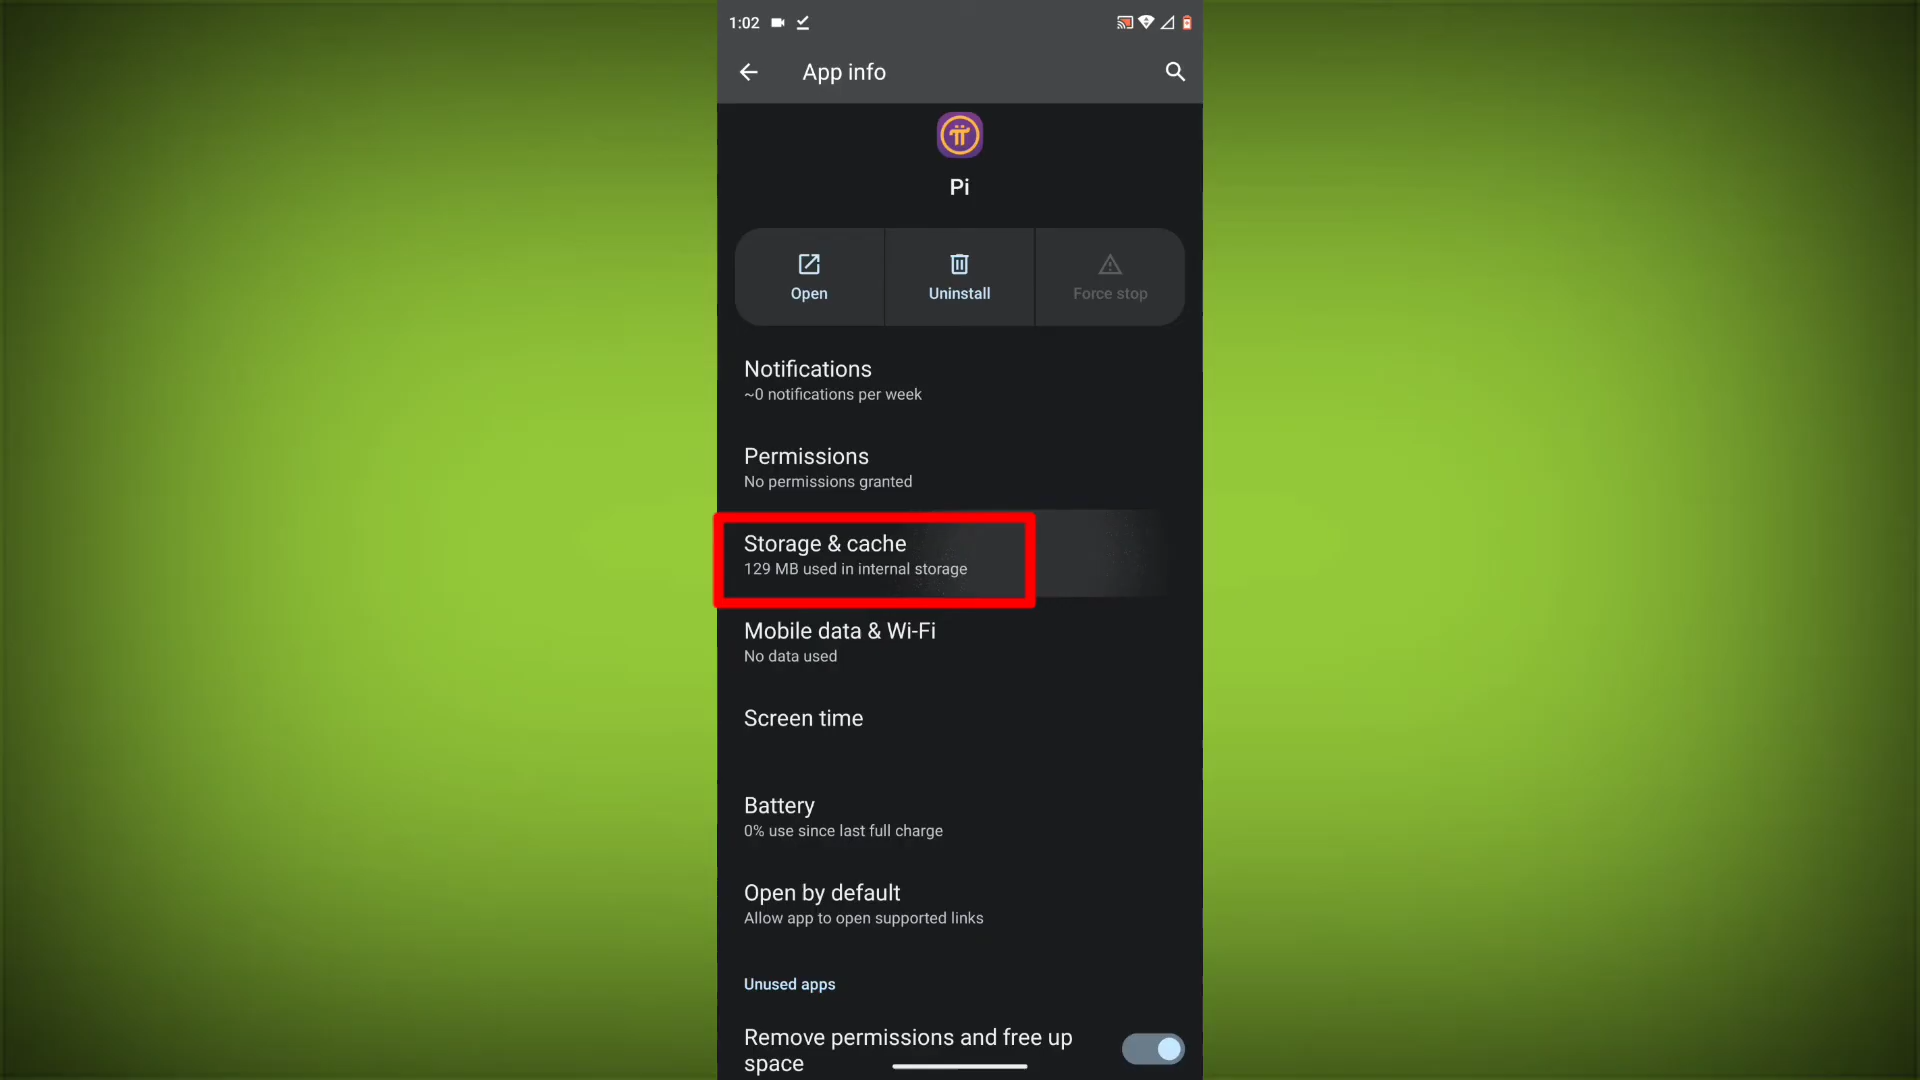 1:02
App info
Pi
Open
Uninstall
Force stop
Notifications
~0 notifications per week
Permissions
No permissions granted
Storage & cache
129 MB used in internal storage
Mobile data & Wi-Fi
No data used
Screen time
Battery
0% use since last full charge
Open by default
Allow app to open supported links
Unused apps
Remove permissions and free up
space